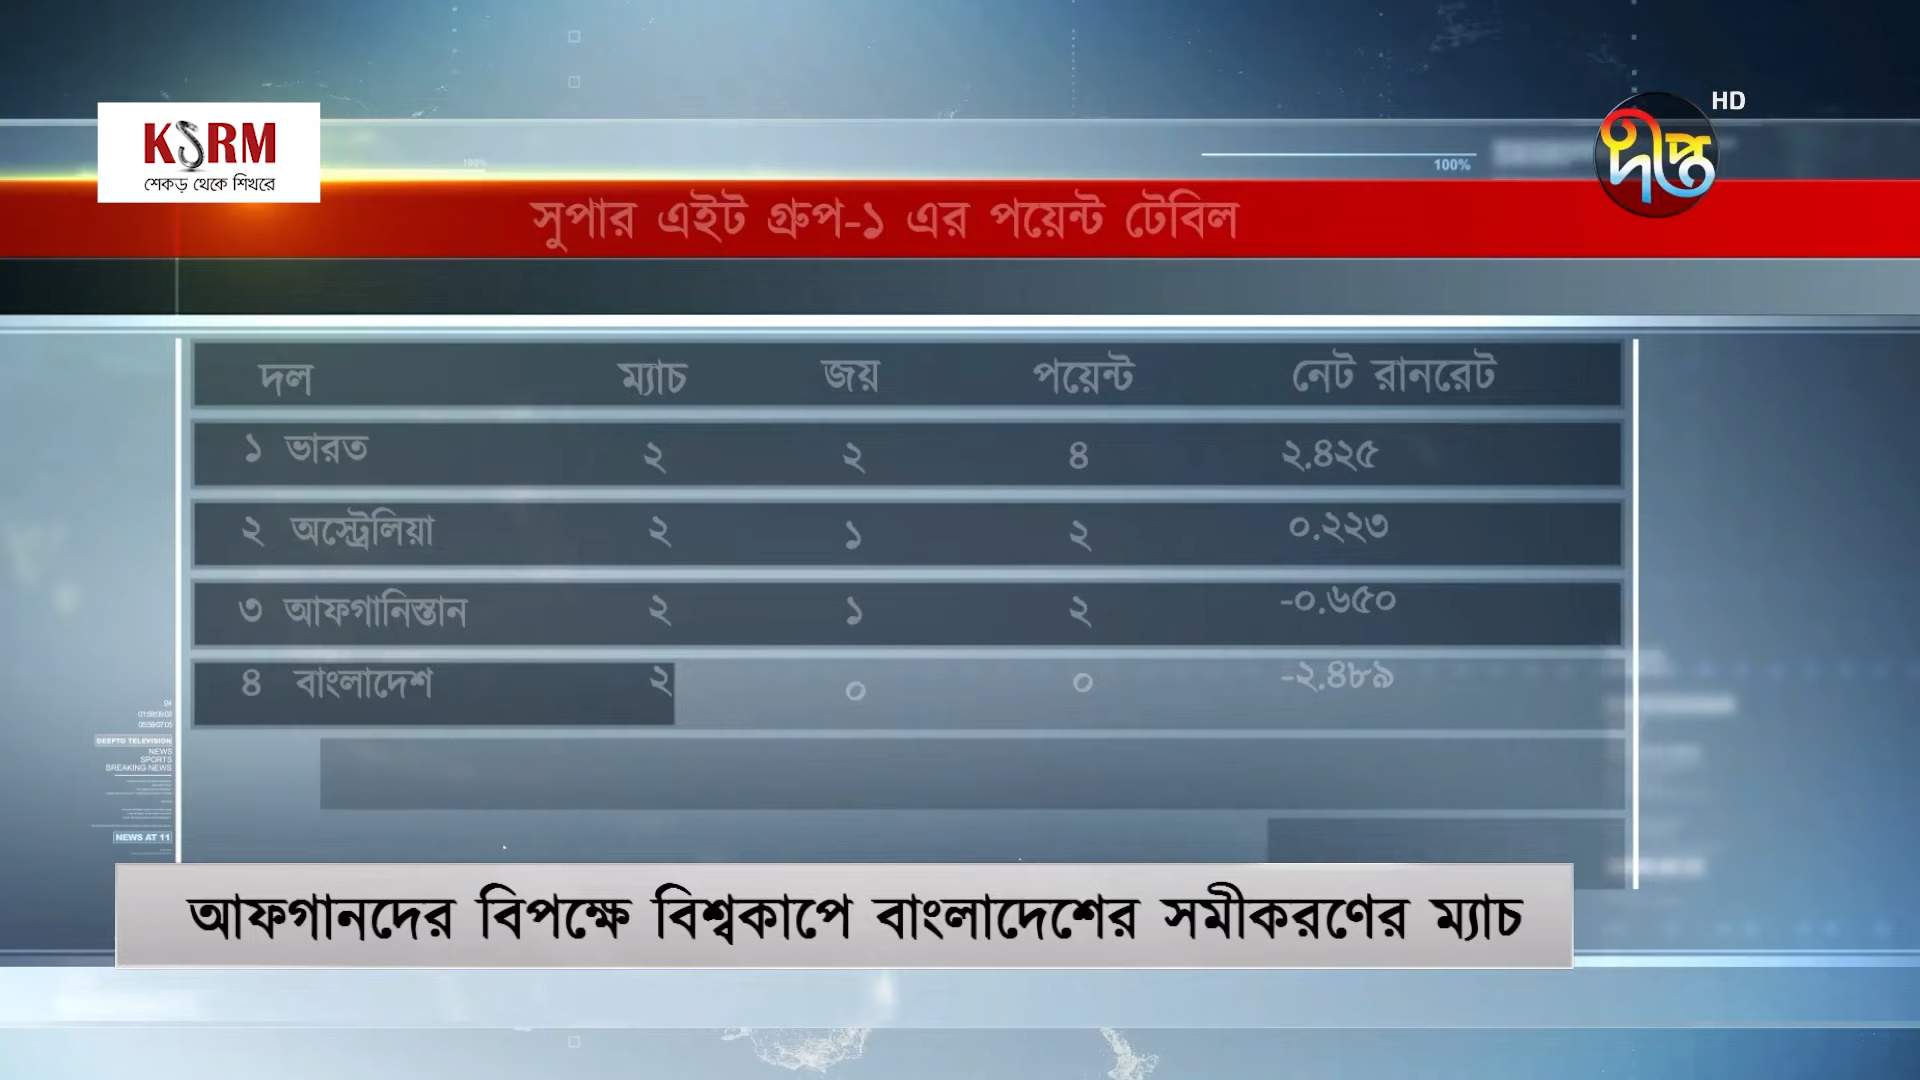 HD
KSRM
শেকড় থেকে শিখরে
দীপ্ত
100%
100%
সুপার এইট গ্রুপ-১ এর পয়েন্ট টেবিল
দল ম্যাচ জয় পয়েন্ট নেট রানরেট
১ ভারত ২ ২ ৪ ২.৪২৫
২ অস্ট্রেলিয়া ২ ১ ২ ০.২২৩
৩ আফগানিস্তান ২ ১ ২ -০.৬৫০
৪ বাংলাদেশ ২ ০ ০ -২.৪৮৯
DEEPTO TELEVISION
NEWS
SPORTS
BREAKING NEWS
NEWS AT 11
আফগানদের বিপক্ষে বিশ্বকাপে বাংলাদেশের সমীকরণের ম্যাচ